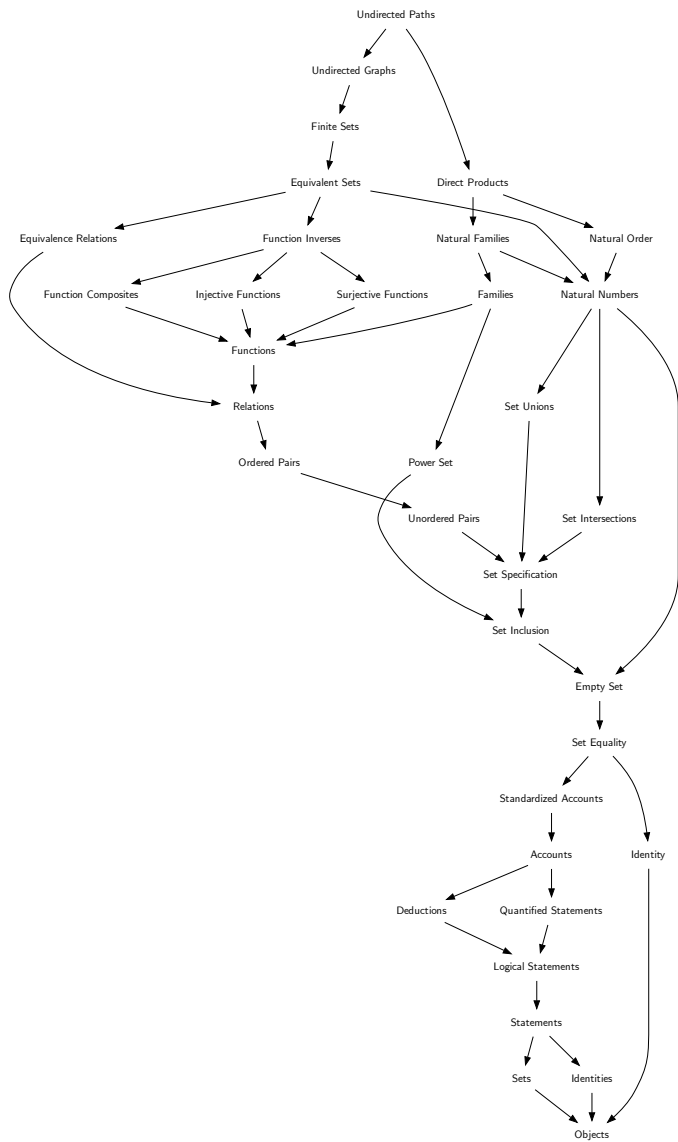 Undirected Paths
Undirected Graphs
Finite Sets
Equivalent Sets
Direct Products
Equivalence Relations
Function Inverses
Natural Families
Natural Order
Function Composites
Injective Functions
Surjective Functions
Families
Natural Numbers
Functions
Relations
Set Unions
Ordered Pairs
Power Set
Unordered Pairs
Set Intersections
Set Specification
Set Inclusion
Empty Set
Set Equality
Standardized Accounts
Accounts
Identity
Deductions
Quantified Statements
Logical Statements
Statements
Sets
Identities
Objects